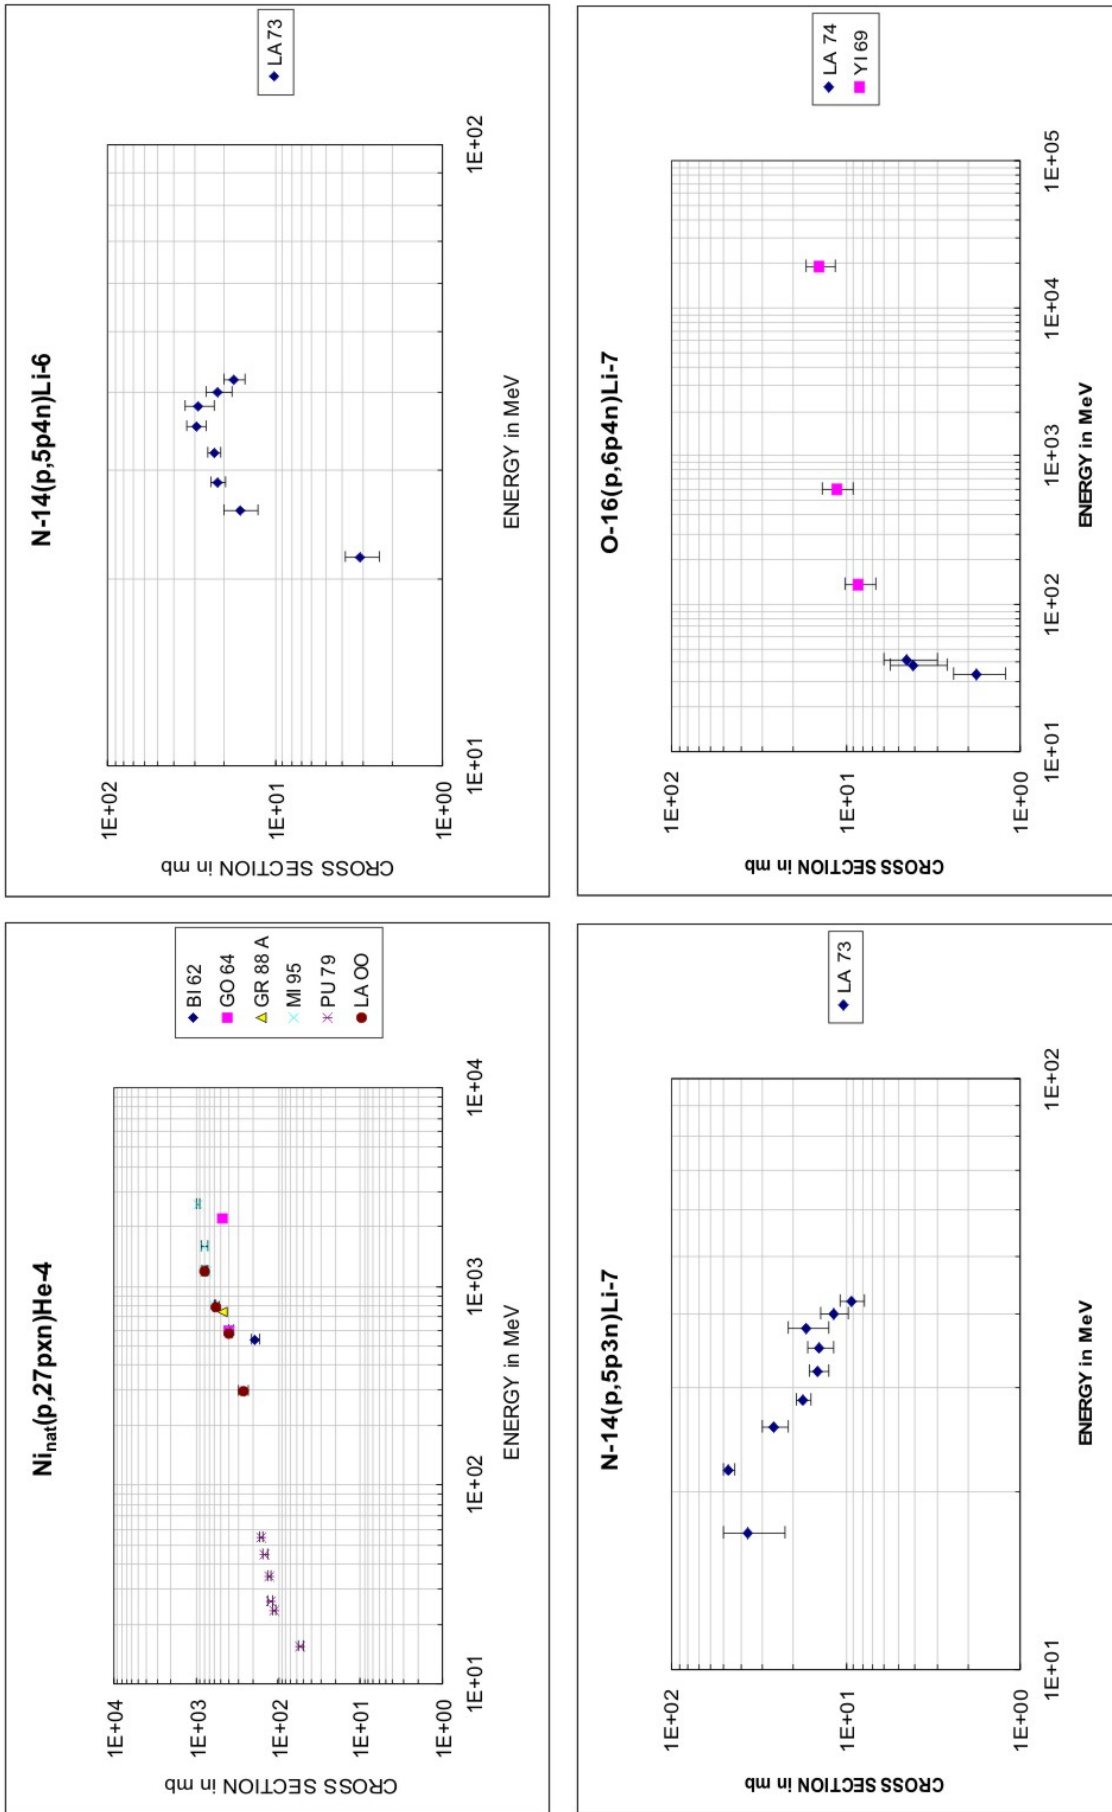 Ni_nat(p,27pxn)He-4
CROSS SECTION in mb
1E+04
1E+03
1E+02
1E+01
1E+00
1E+01
1E+02
1E+03
1E+04
ENERGY in MeV
BI 62
GO 64
GR 88 A
MI 95
PU 79
LA OO
N-14(p,5p4n)Li-6
CROSS SECTION in mb
1E+02
1E+01
1E+00
1E+01
1E+02
ENERGY in MeV
LA 73
N-14(p,5p3n)Li-7
CROSS SECTION in mb
1E+02
1E+01
1E+00
1E+01
1E+02
ENERGY in MeV
LA 73
O-16(p,6p4n)Li-7
CROSS SECTION in mb
1E+02
1E+01
1E+00
1E+01
1E+02
1E+03
1E+04
1E+05
ENERGY in MeV
LA 74
YI 69